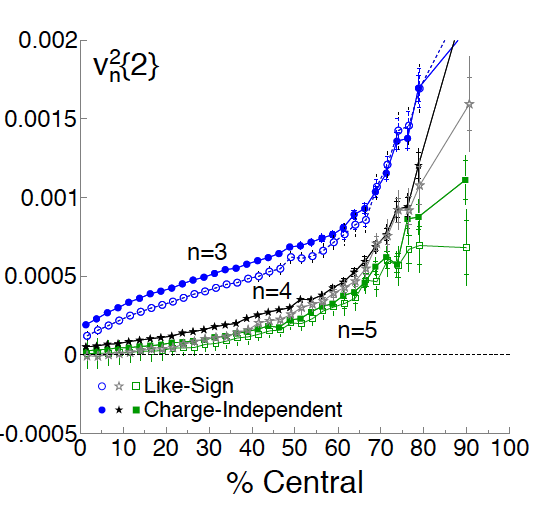 0.002
v²ₙ{2}
0.0015
0.001
n=3
0.0005
n=4
n=5
0
Like-Sign
Charge-Independent
-0.0005
0 10 20 30 40 50 60 70 80 90 100
% Central